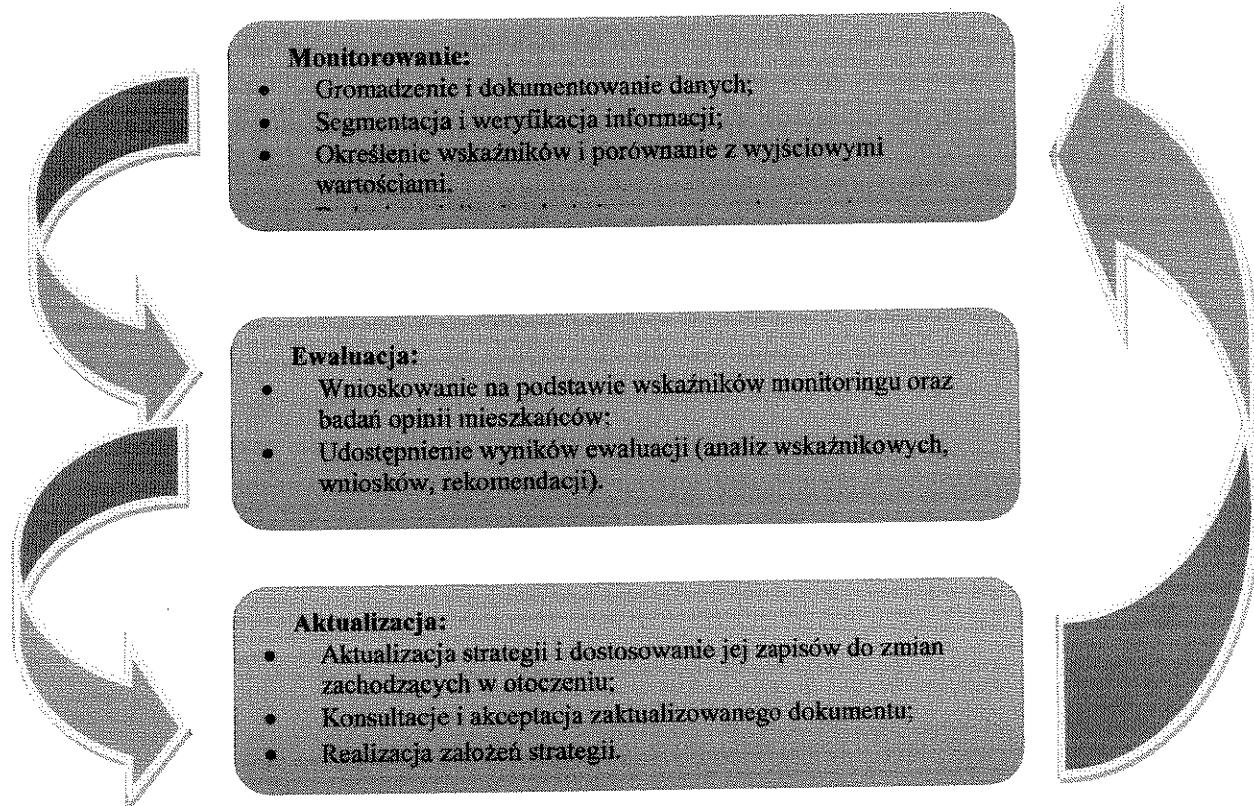 Monitorowanie:
• Gromadzenie i dokumentowanie danych;
• Segmentacja i weryfikacja informacji;
• Określenie wskaźników i porównanie z wyjściowymi
wartościami.
Ewaluacja:
• Wnioskowanie na podstawie wskaźników monitoringu oraz
badań opinii mieszkańców;
• Udostępnienie wyników ewaluacji (analiz wskaźnikowych,
wniosków, rekomendacji).
Aktualizacja:
• Aktualizacja strategii i dostosowanie jej zapisów do zmian
zachodzących w otoczeniu;
• Konsultacje i akceptacja zaktualizowanego dokumentu;
• Realizacja założeń strategii.